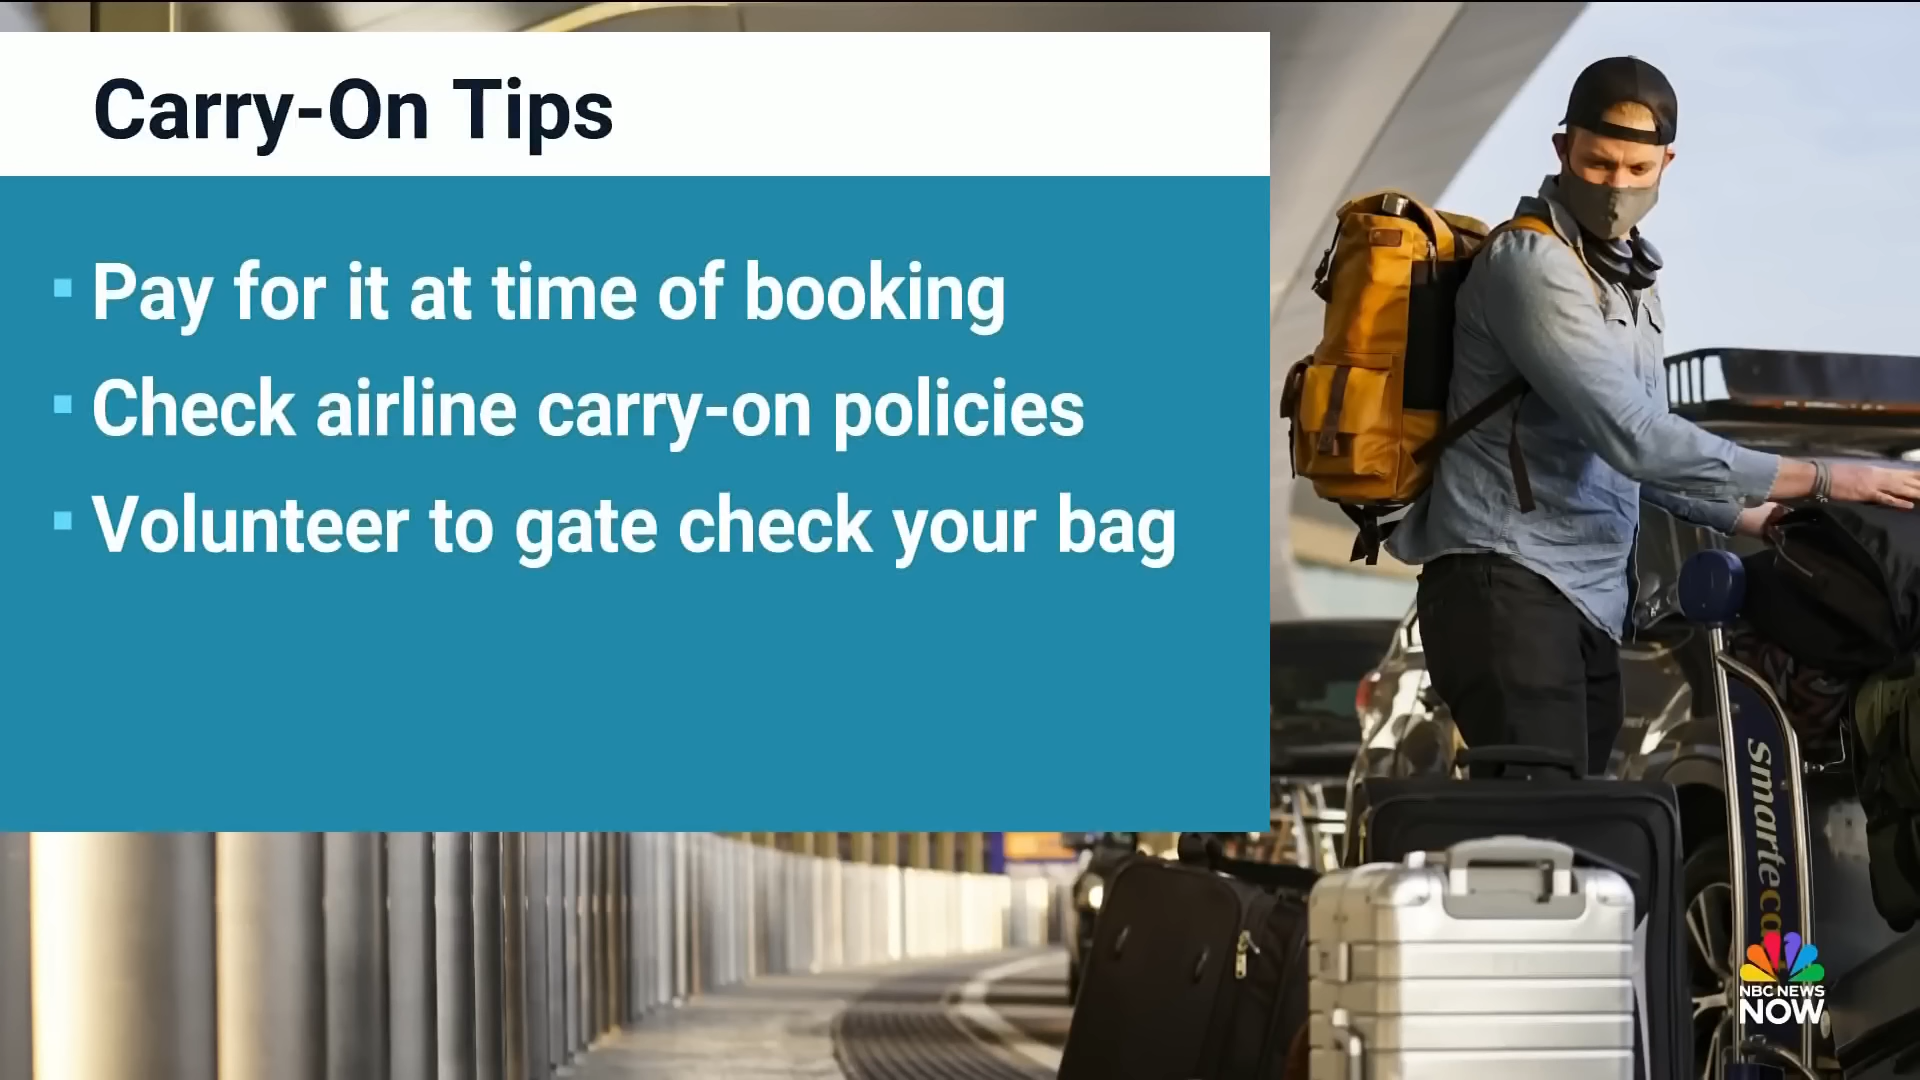 Carry-On Tips
Pay for it at time of booking
Check airline carry-on policies
Volunteer to gate check your bag
Smarteca
NBC NEWS
NOW